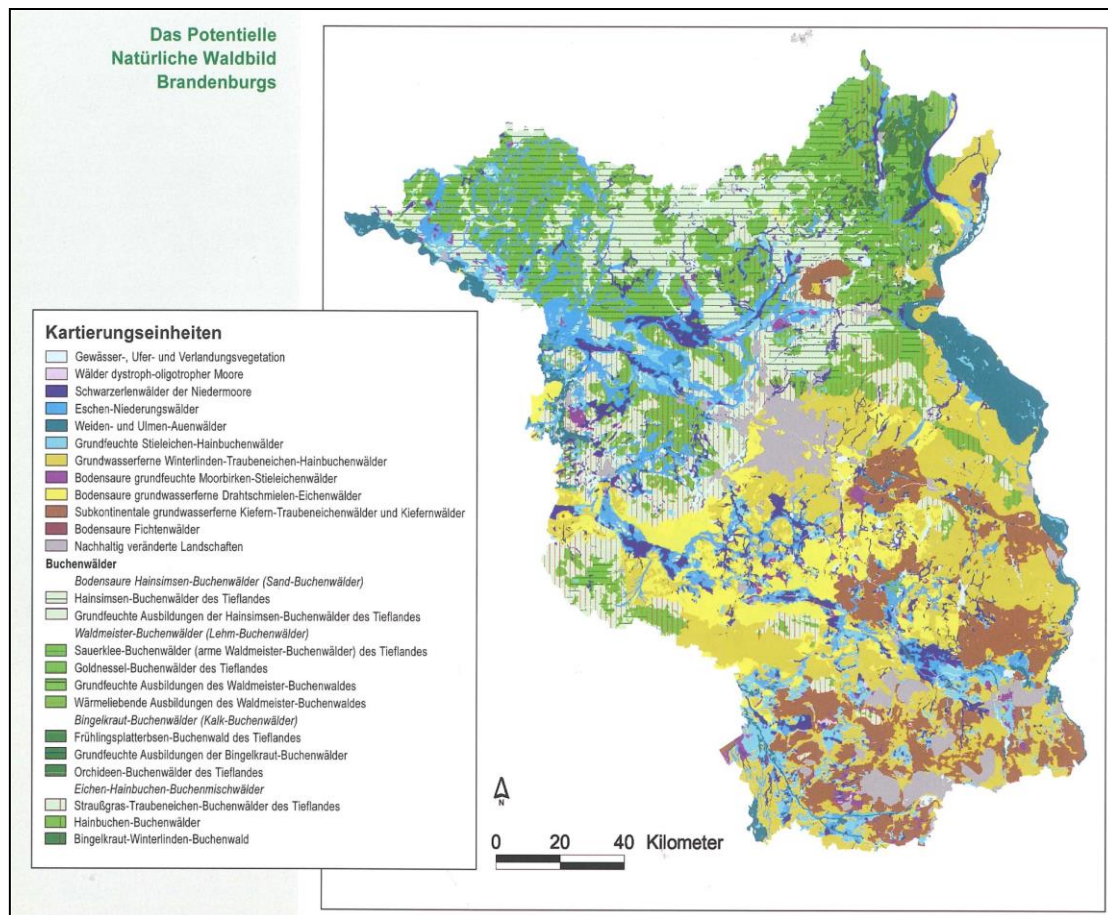 Das Potentielle
Natürliche Waldbild
Brandenburgs
Kartierungseinheiten
Gewässer-, Ufer- und Verlandungsvegetation
Wälder dystroph-oligotropher Moore
Schwarzerlenwälder der Niedermoore
Eschen-Niederungswälder
Weiden- und Ulmen-Auenwälder
Grundfeuchte Stieleichen-Hainbuchenwälder
Grundwasserferne Winterlinden-Traubeneichen-Hainbuchenwälder
Bodensaure grundfeuchte Moorbirken-Stieleichenwälder
Bodensaure grundwasserferne Drahtschmielen-Eichenwälder
Subkontinentale grundwasserferne Kiefern-Traubeneichenwälder und Kiefernwälder
Bodensaure Fichtenwälder
Nachhaltig veränderte Landschaften
Buchenwälder
Bodensaure Hainsimsen-Buchenwälder (Sand-Buchenwälder)
Hainsimsen-Buchenwälder des Tieflandes
Grundfeuchte Ausbildungen der Hainsimsen-Buchenwälder des Tieflandes
Waldmeister-Buchenwälder (Lehm-Buchenwälder)
Sauerklee-Buchenwälder (arme Waldmeister-Buchenwälder) des Tieflandes
Goldnessel-Buchenwälder des Tieflandes
Grundfeuchte Ausbildungen des Waldmeister-Buchenwaldes
Wärmeliebende Ausbildungen des Waldmeister-Buchenwaldes
Bingelkraut-Buchenwälder (Kalk-Buchenwälder)
Frühlingsplatterbsen-Buchenwald des Tieflandes
Grundfeuchte Ausbildungen der Bingelkraut-Buchenwälder
Orchideen-Buchenwälder des Tieflandes
Eichen-Hainbuchen-Buchenmischwälder
Straußgras-Traubeneichen-Buchenwälder des Tieflandes
Hainbuchen-Buchenwälder
Bingelkraut-Winterlinden-Buchenwald
N
0 20 40 Kilometer